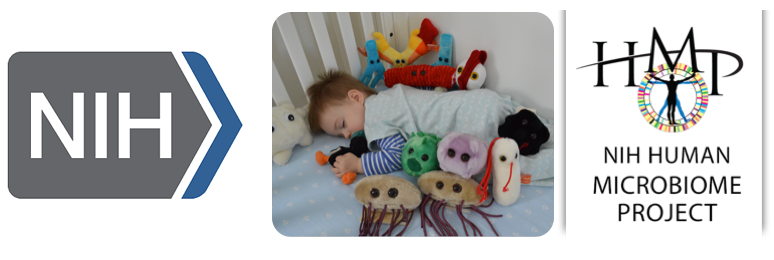 NIH
HMP
NIH HUMAN
MICROBIOME
PROJECT